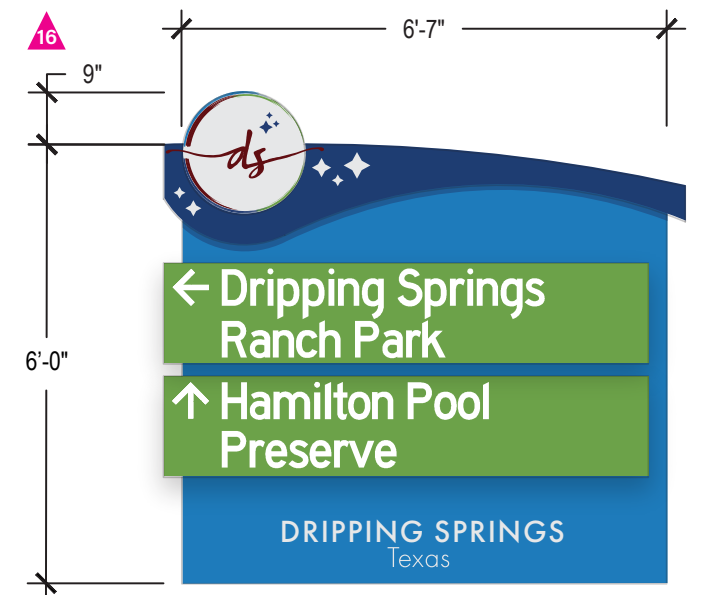 16
6'-7"
9"
ds
← Dripping Springs
Ranch Park
6'-0"
↑ Hamilton Pool
Preserve
DRIPPING SPRINGS
Texas